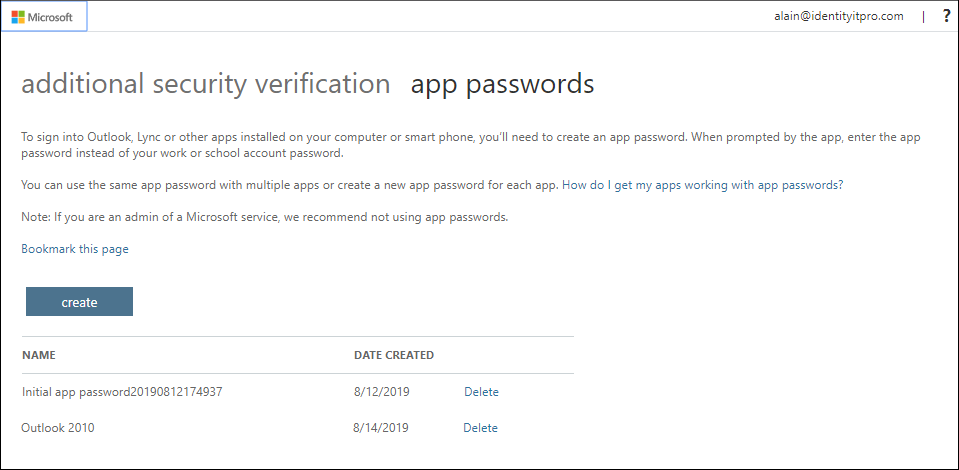 Microsoft
alain@identityitpro.com | ?
additional security verification app passwords
To sign into Outlook, Lync or other apps installed on your computer or smart phone, you'll need to create an app password. When prompted by the app, enter the app
password instead of your work or school account password.
You can use the same app password with multiple apps or create a new app password for each app. How do I get my apps working with app passwords?
Note: If you are an admin of a Microsoft service, we recommend not using app passwords.
Bookmark this page
create
NAME DATE CREATED
Initial app password20190812174937 8/12/2019 Delete
Outlook 2010 8/14/2019 Delete